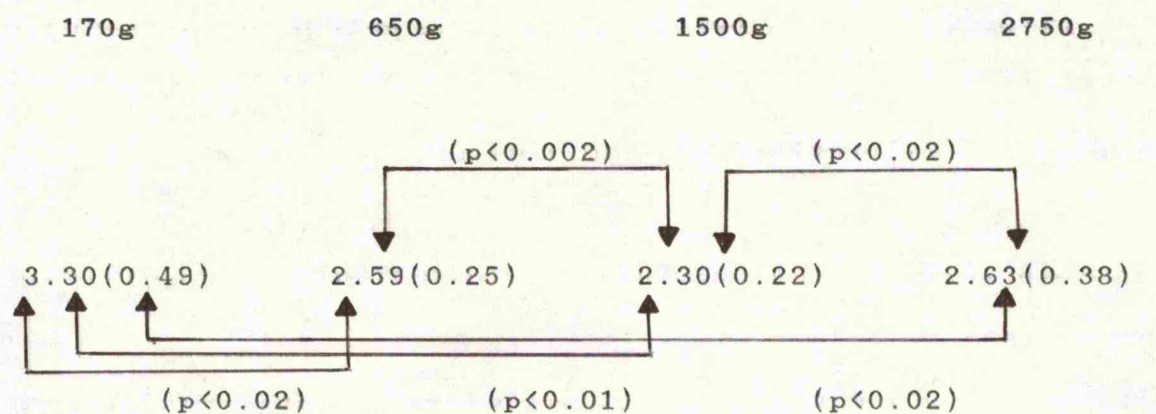 170g 650g 1500g 2750g
(p<0.002) (p<0.02)
3.30(0.49) 2.59(0.25) 2.30(0.22) 2.63(0.38)
(p<0.02) (p<0.01) (p<0.02)